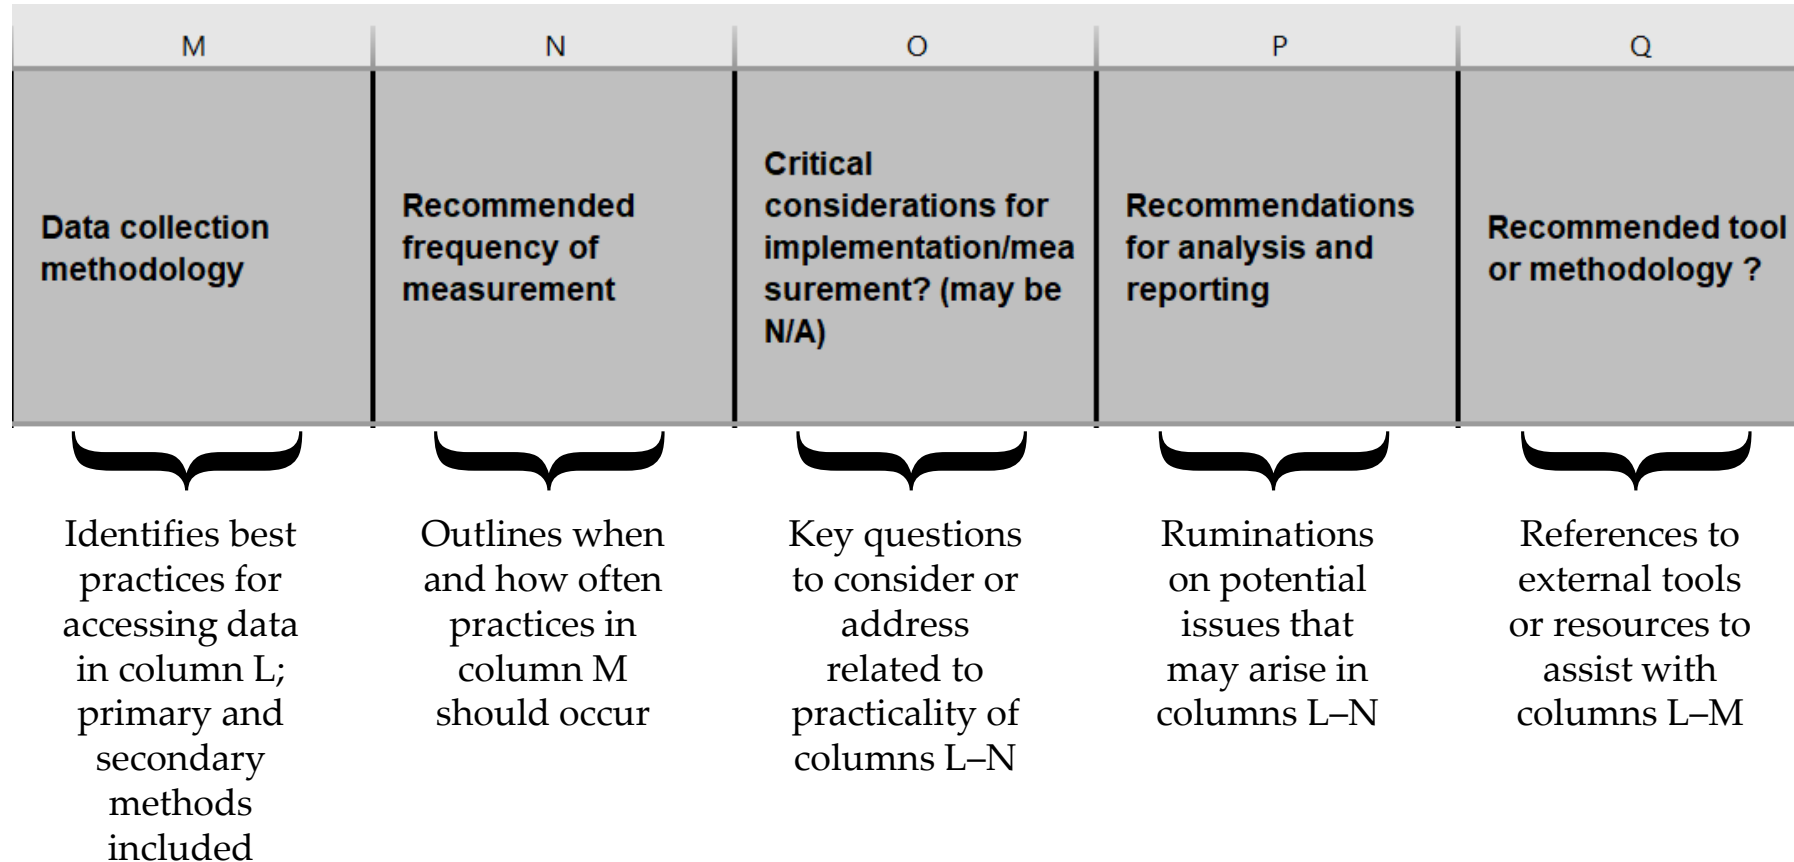 M
N
O
P
Q
Data collection
methodology
Recommended
frequency of
measurement
Critical
considerations for
implementation/mea
surement? (may be
N/A)
Recommendations
for analysis and
reporting
Recommended tool
or methodology ?
Identifies best
practices for
accessing data
in column L;
primary and
secondary
methods
included
Outlines when
and how often
practices in
column M
should occur
Key questions
to consider or
address
related to
practicality of
columns L–N
Ruminations
on potential
issues that
may arise in
columns L–N
References to
external tools
or resources to
assist with
columns L–M